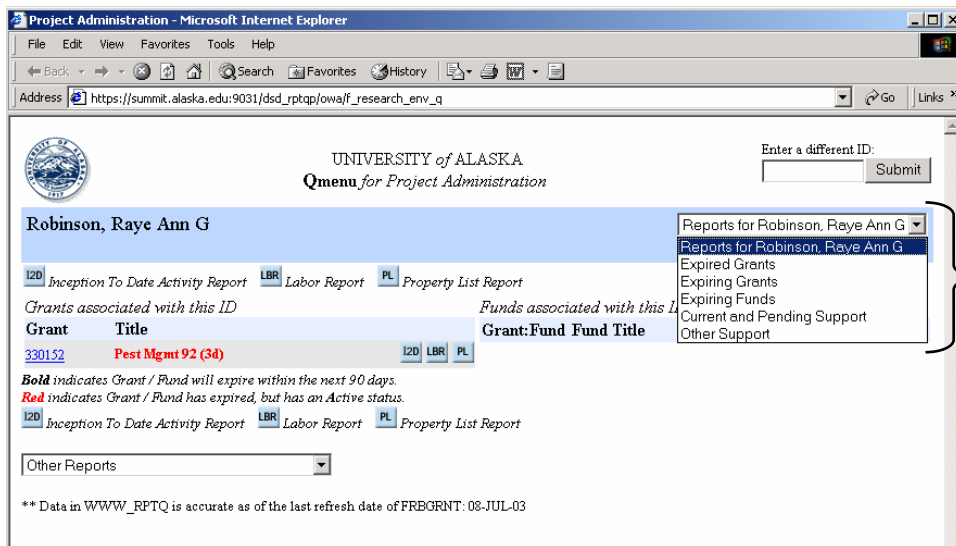 Project Administration - Microsoft Internet Explorer
File Edit View Favorites Tools Help
Back Search Favorites History
Address https://summit.alaska.edu:9031/dsd_rptqp/owa/f_research_env_q Go Links »
UNIVERSITY of ALASKA
Qmenu for Project Administration
Enter a different ID:
Submit
Robinson, Raye Ann G
Reports for Robinson, Raye Ann G
Reports for Robinson, Raye Ann G
Expired Grants
Expiring Grants
Expiring Funds
Current and Pending Support
Other Support
I2D Inception To Date Activity Report LBR Labor Report PL Property List Report
Grants associated with this ID
Funds associated with this I
Grant Title
Grant:Fund Fund Title
330152 Pest Mgmt 92 (3d) I2D LBR PL
Bold indicates Grant / Fund will expire within the next 90 days.
Red indicates Grant / Fund has expired, but has an Active status.
I2D Inception To Date Activity Report LBR Labor Report PL Property List Report
Other Reports
** Data in WWW_RPTQ is accurate as of the last refresh date of FRBGRNT: 08-JUL-03